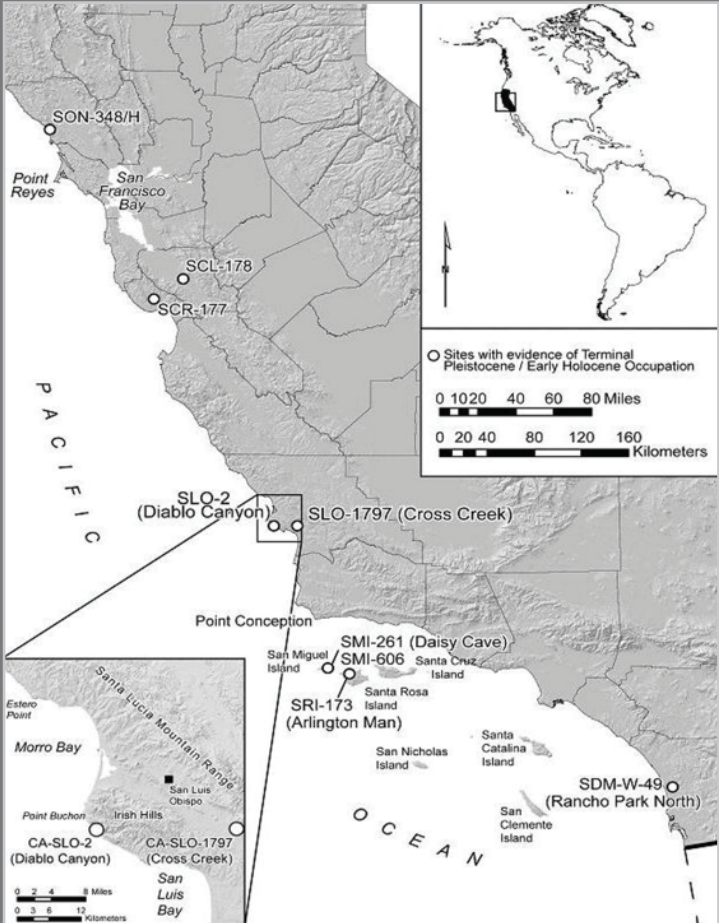 SON-348/H
Point
Reyes
San
Francisco
Bay
SCL-178
SCR-177
N
Sites with evidence of Terminal
Pleistocene / Early Holocene Occupation
0 10 20 40 60 80 Miles
0 20 40 80 120 160
Kilometers
PACIFIC
SLO-2
(Diablo Canyon)
SLO-1797 (Cross Creek)
Point Conception
San Miguel
Island
SMI-261 (Daisy Cave)
SMI-606
Santa Cruz
Island
Santa Rosa
Island
SRI-173
(Arlington Man)
San Nicholas
Island
Santa
Catalina
Island
San
Clemente
Island
SDM-W-49
(Rancho Park North)
OCEAN
Santa Lucia Mountain Range
Estero
Point
Morro Bay
San Luis
Obispo
Point Buchon
Irish Hills
CA-SLO-2
(Diablo Canyon)
CA-SLO-1797
(Cross Creek)
San
Luis
Bay
0 2 4 8 Miles
0 3 6 12
Kilometers